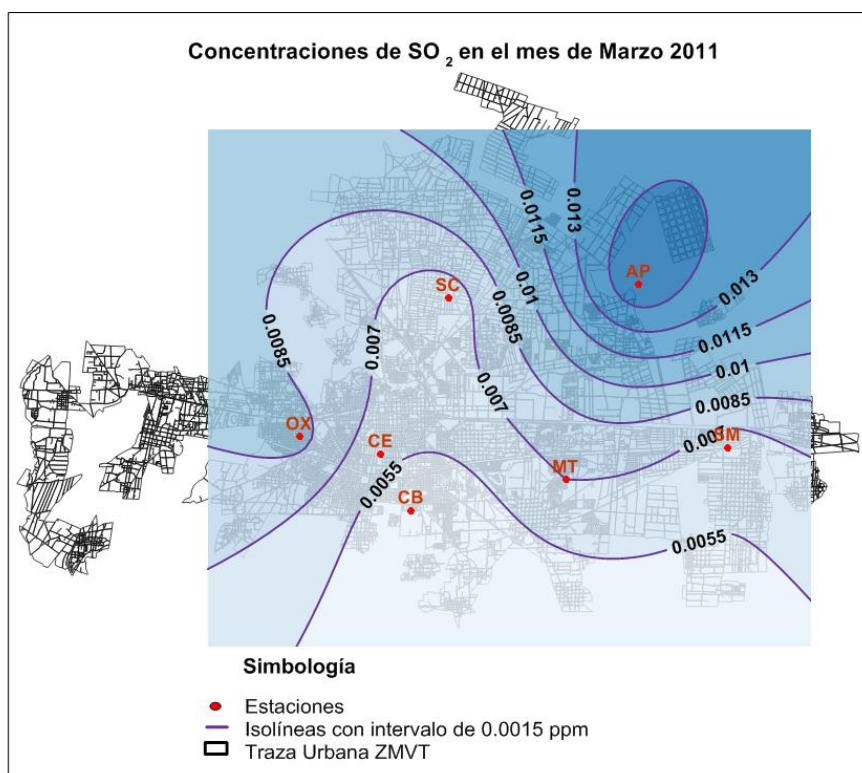 Concentraciones de SO 2 en el mes de Marzo 2011
0.0115
0.013
AP
0.013
SC
0.01
0.0085
0.0085
0.007
0.0115
0.01
0.007
0.0085
OX
CE
0.007
SM
MT
0.0055
CB
0.0055
Simbología
Estaciones
Isolíneas con intervalo de 0.0015 ppm
Traza Urbana ZMVT